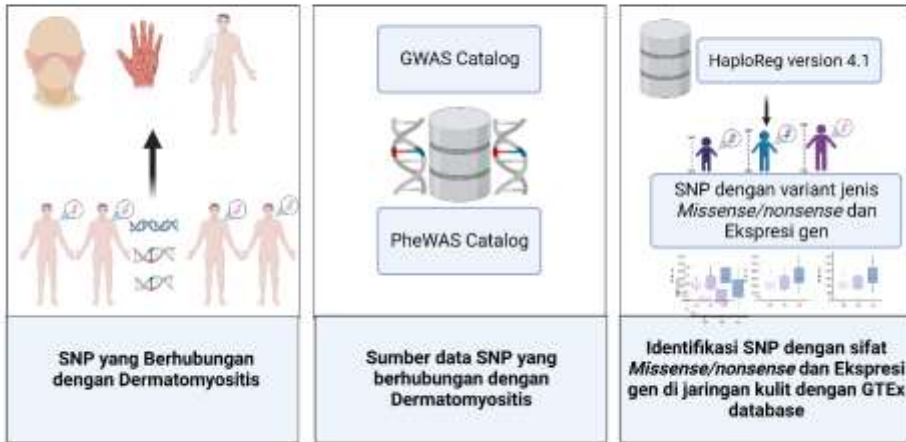 GWAS Catalog
PheWAS Catalog
HaploReg version 4.1
SNP dengan variant jenis
Missense/nonsense dan
Ekspresi gen
SNP yang Berhubungan
dengan Dermatomyositis
Sumber data SNP yang
berhubungan dengan
Dermatomyositis
Identifikasi SNP dengan sifat
Missense/nonsense dan Ekspresi
gen di jaringan kulit dengan GTEx
database